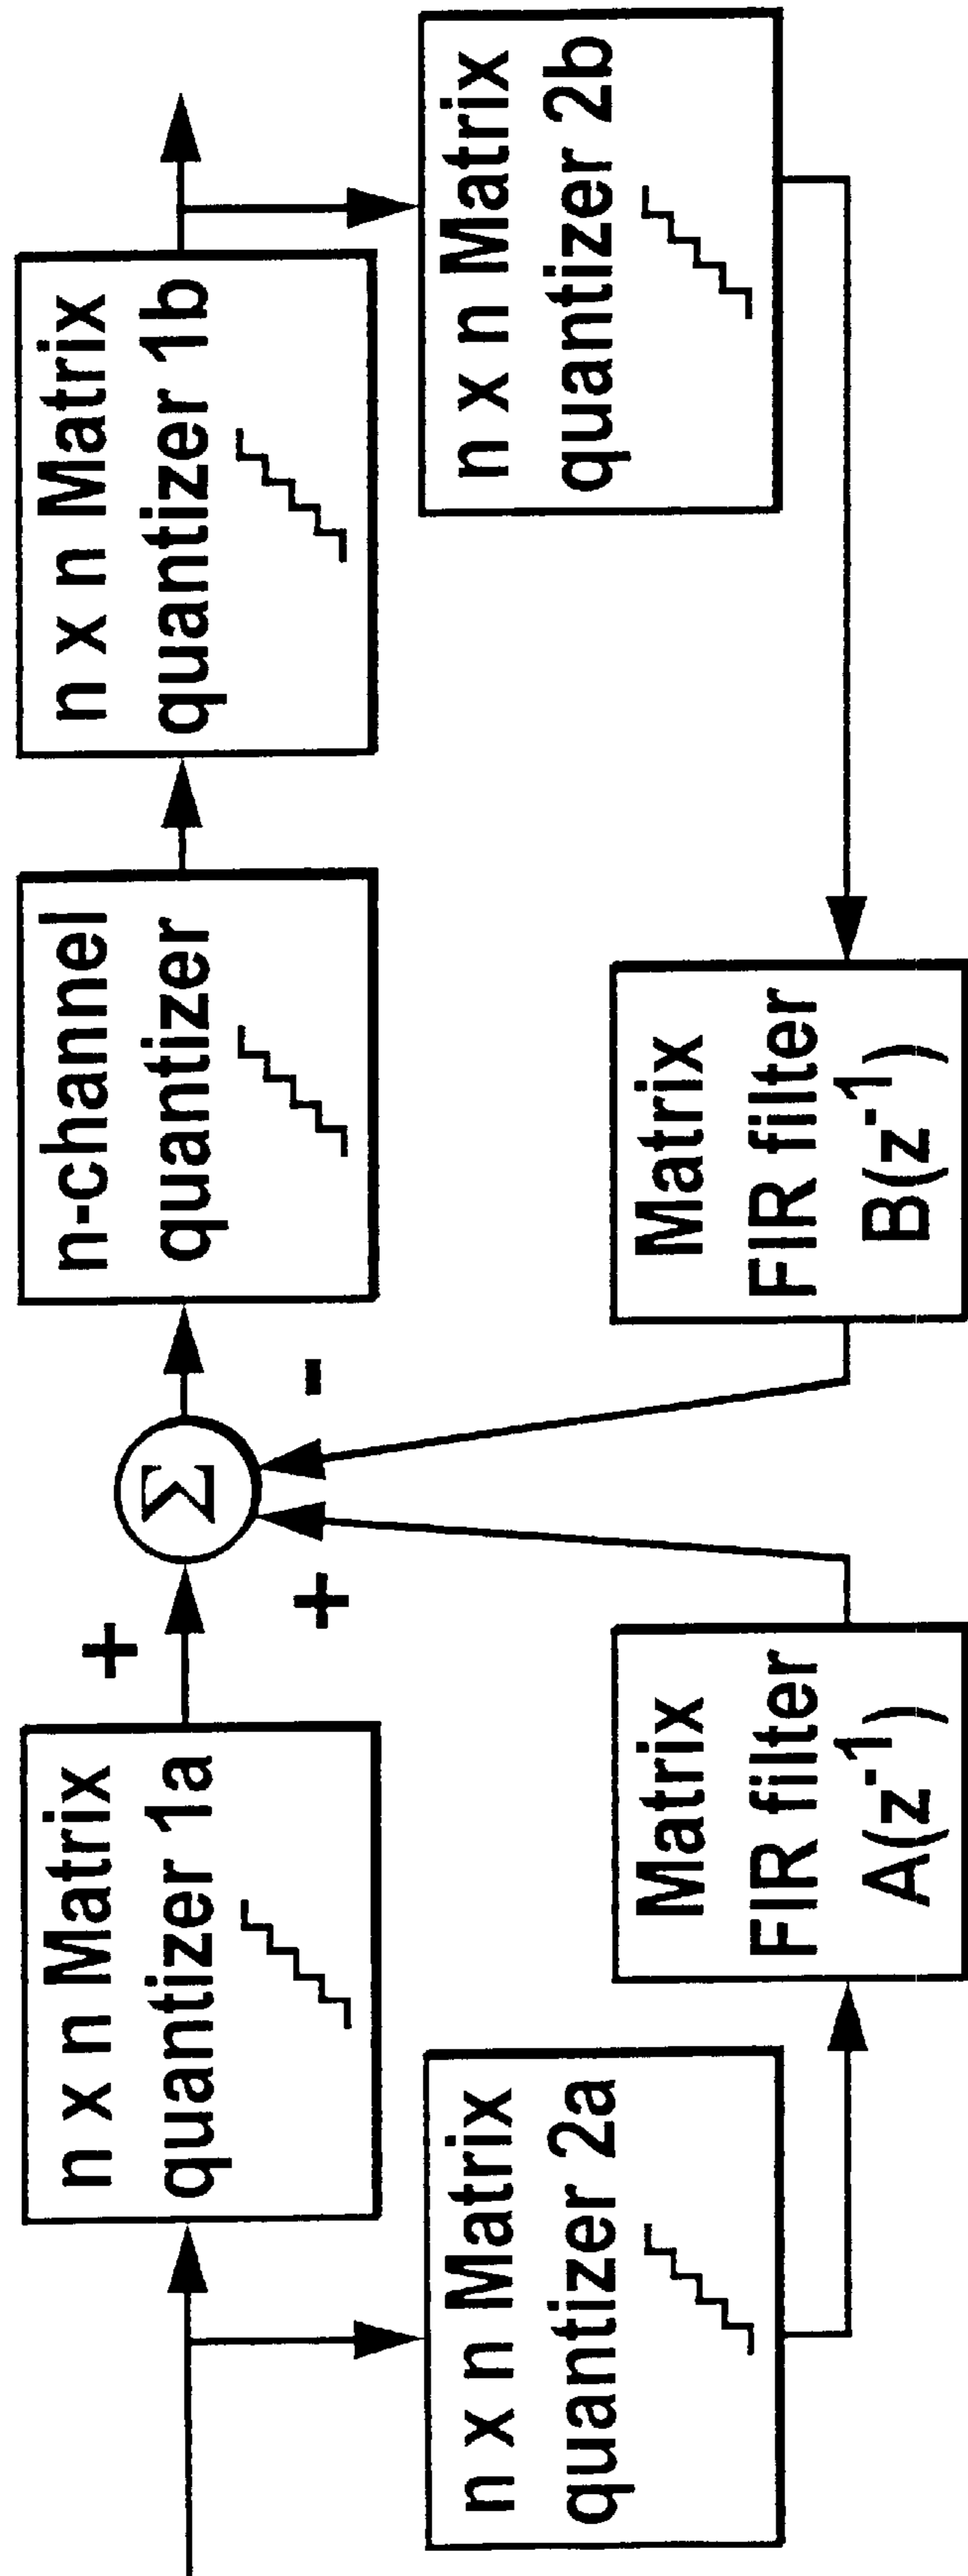 n x n Matrix
quantizer 1a
+
Σ
n-channel
quantizer
n x n Matrix
quantizer 1b
+
-
n x n Matrix
quantizer 2a
n x n Matrix
quantizer 2b
Matrix
FIR filter
A(z⁻¹)
Matrix
FIR filter
B(z⁻¹)